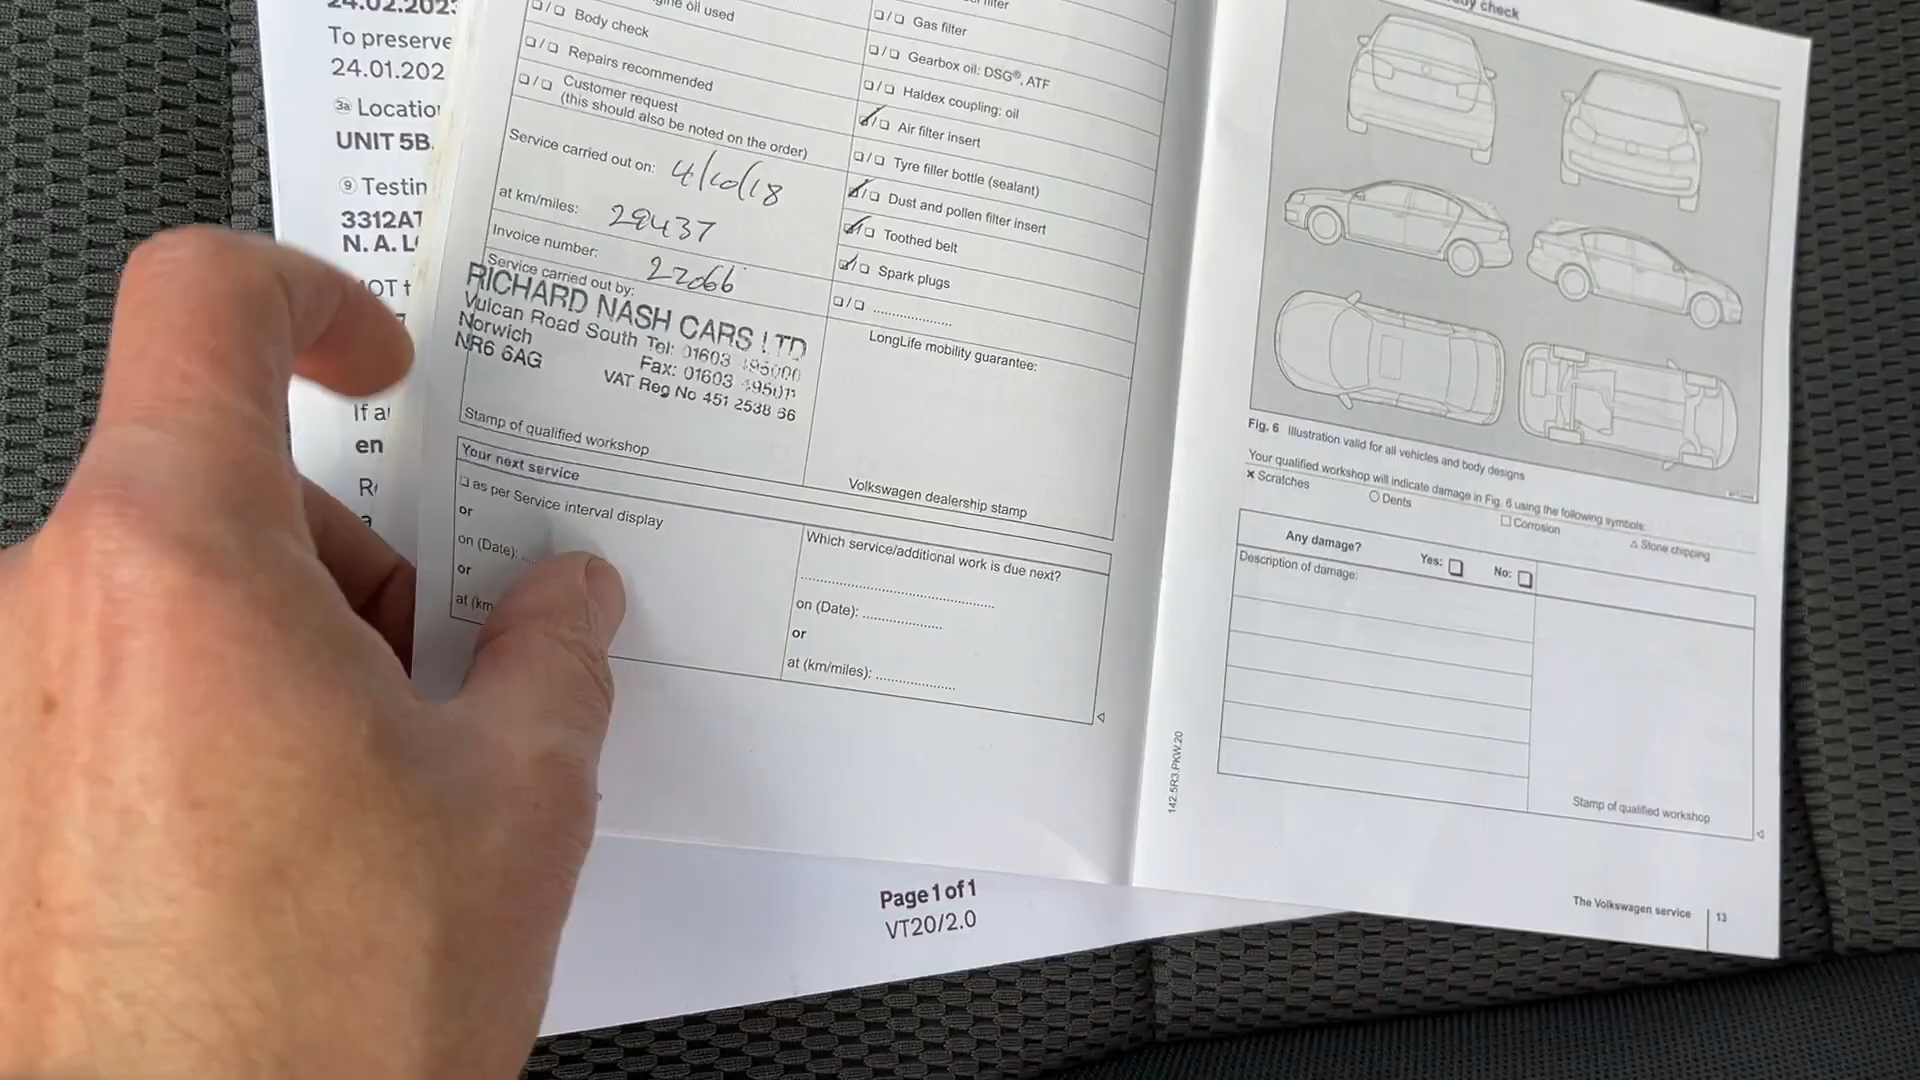 24.02.202
To preserve
24.01.202
3a Location
UNIT 5B.
9 Testin
3312AT
N. A. L
OT t
If a
en
oil used
Body check
Repairs recommended
Customer request
(this should also be noted on the order)
Service carried out on: 4/10/18
at km/miles: 29437
Invoice number: 22066
Service carried out by:
RICHARD NASH CARS LTD
Vulcan Road South Tel: 01603 495000
Norwich Fax: 01603 495011
NR6 6AG VAT Reg No 451 2538 66
Stamp of qualified workshop
Your next service
as per Service interval display
or
on (Date):
or
at (km
filter
Gas filter
Gearbox oil: DSG®, ATF
Haldex coupling: oil
Air filter insert
Tyre filler bottle (sealant)
Dust and pollen filter insert
Toothed belt
Spark plugs
LongLife mobility guarantee:
Volkswagen dealership stamp
Which service/additional work is due next?
on (Date):
or
at (km/miles):
Page 1 of 1
VT20/2.0
check
Fig. 6 Illustration valid for all vehicles and body designs
Your qualified workshop will indicate damage in Fig. 6 using the following symbols:
× Scratches ○ Dents □ Corrosion △ Stone chipping
Any damage? Yes: No:
Description of damage:
Stamp of qualified workshop
142.5R3.PKW.20
The Volkswagen service 13